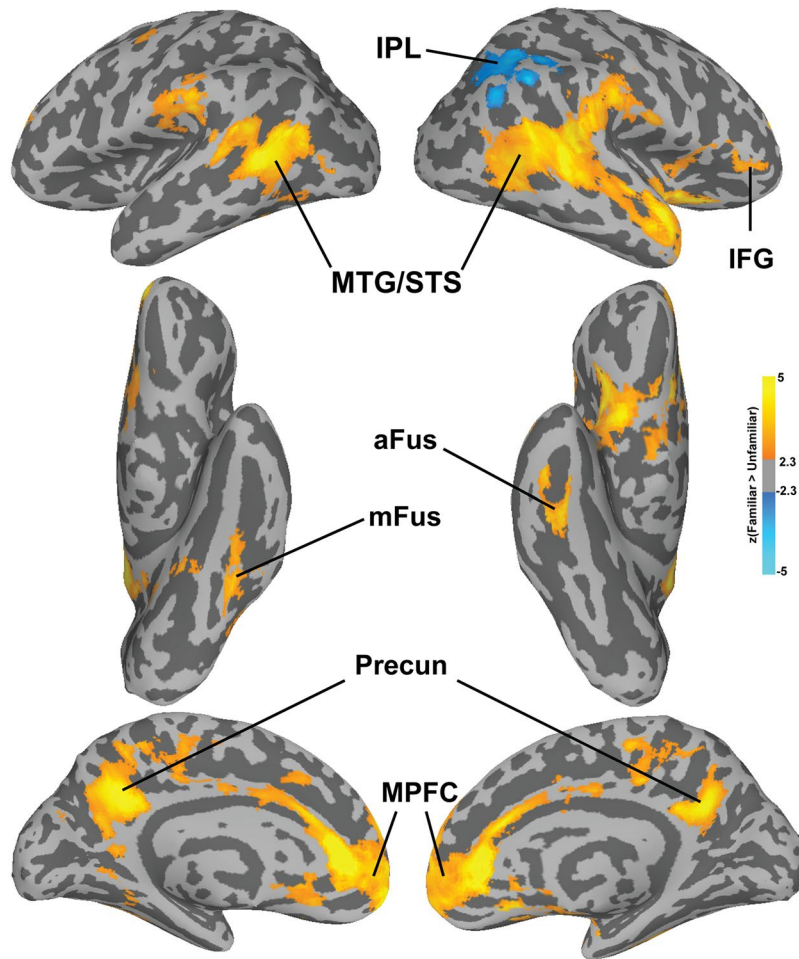 IPL
IFG
MTG/STS
aFus
mFus
z(Familiar > Unfamiliar)
5
2.3
-2.3
-5
Precun
MPFC